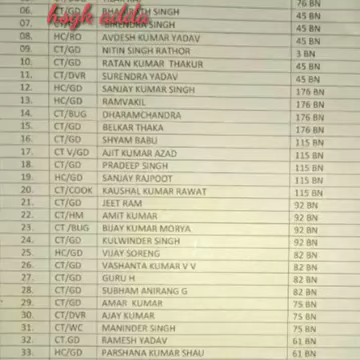 76 BN
06. CT/GD SINGH 45 BN
07. CT/GD BIRENDRA SINGH 45 BN
08. HC/RO AVDESH KUMAR YADAV 45 BN
09. CT/GD NITIN SINGH RATHOR 3 BN
10. CT/GD RATAN KUMAR THAKUR 45 BN
11. CT/DVR SURENDRA YADAV 45 BN
12. HC/GD SANJAY KUMAR SINGH 176 BN
13. HC/GD RAMVAKIL 176 BN
14. CT/BUG DHARAMCHANDRA 176 BN
15. CT/GD BELKAR THAKA 176 BN
16. CT/GD SHYAM BABU 115 BN
17. CT V/GD AJIT KUMAR AZAD 115 BN
18. CT/GD PRADEEP SINGH 115 BN
19. HC/GD SANJAY RAJPOOT 115 BN
20. CT/COOK KAUSHAL KUMAR RAWAT 115 BN
21. CT/GD JEET RAM 92 BN
22. CT/HM AMIT KUMAR 92 BN
23. CT /BUG BIJAY KUMAR MORYA 92 BN
24. CT/GD KULWINDER SINGH 92 BN
25. HC/GD VIJAY SORENG 82 BN
26. CT/GD VASHANTA KUMAR V V 82 BN
27. CT/GD GURU H 82 BN
28. CT/GD SUBHAM ANIRANG G 82 BN
29. CT/GD AMAR KUMAR 75 BN
30. CT/DVR AJAY KUMAR 75 BN
31. CT/WC MANINDER SINGH 75 BN
32. CT.GD RAMESH YADAV 61 BN
33. HC/GD PARSHANA KUMAR SHAU 61 BN